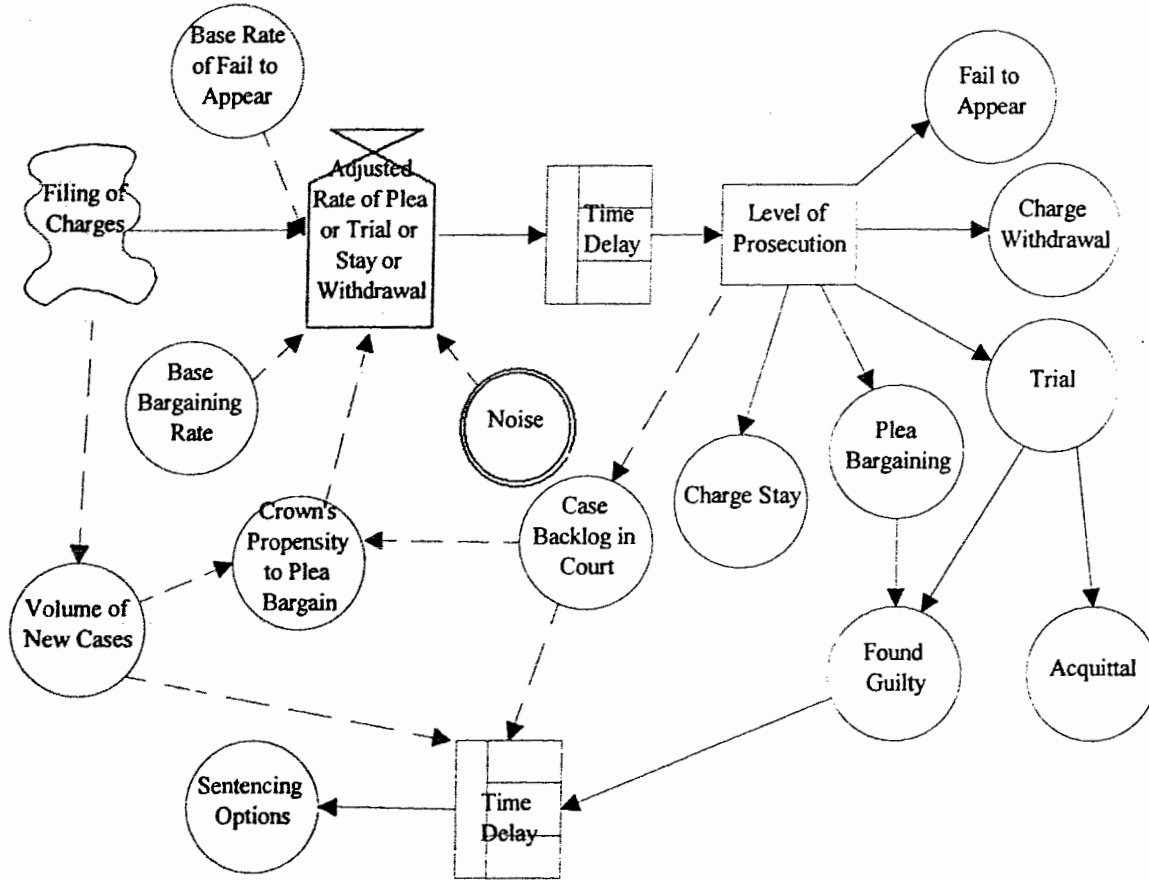 Base Rate
of Fail to
Appear
Fail to
Appear
Filing of
Charges
Adjusted
Rate of Plea
or Trial or
Stay or
Withdrawal
Time
Delay
Level of
Prosecution
Charge
Withdrawal
Base
Bargaining
Rate
Noise
Trial
Plea
Bargaining
Charge Stay
Case
Backlog in
Court
Crown's
Propensity
to Plea
Bargain
Volume of
New Cases
Found
Guilty
Acquittal
Sentencing
Options
Time
Delay